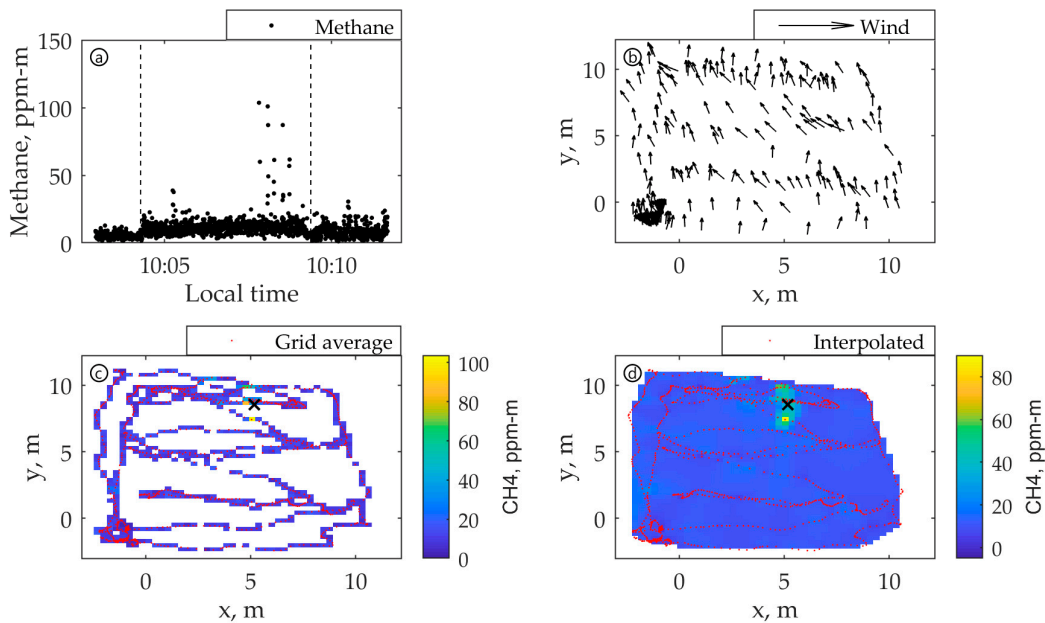 Methane
Wind
ⓐ
150
100
50
0
Methane, ppm-m
10:05
10:10
Local time
ⓑ
10
5
0
y, m
0
5
10
x, m
Grid average
Interpolated
ⓒ
10
5
0
y, m
0
5
10
x, m
100
80
60
40
20
0
CH4, ppm-m
ⓓ
10
5
0
y, m
0
5
10
x, m
80
60
40
20
0
CH4, ppm-m